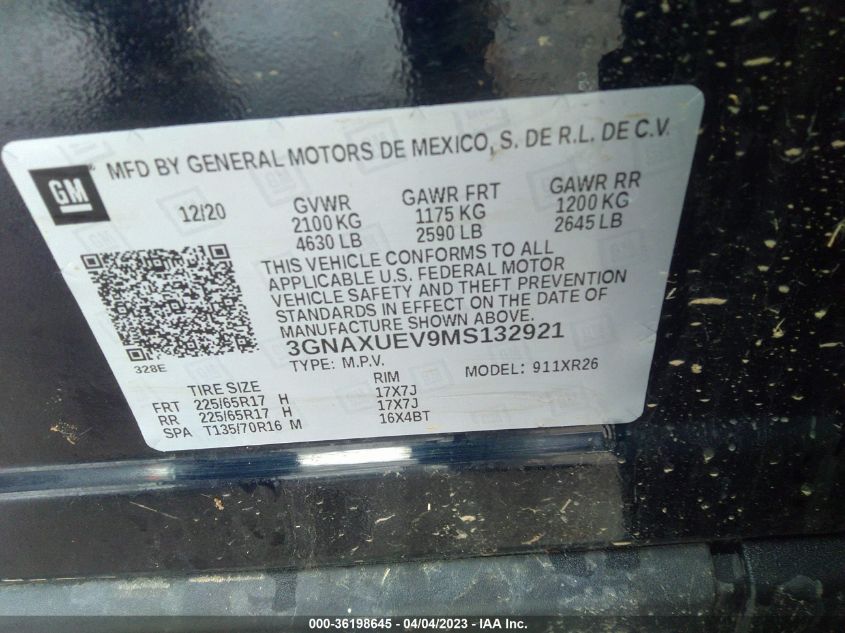 MFD BY GENERAL MOTORS DE MEXICO, S. DE R.L. DE C.V.
GM
12/20 GVWR GAWR FRT GAWR RR
2100 KG 1175 KG 1200 KG
4630 LB 2590 LB 2645 LB
THIS VEHICLE CONFORMS TO ALL
APPLICABLE U.S. FEDERAL MOTOR
VEHICLE SAFETY AND THEFT PREVENTION
STANDARDS IN EFFECT ON THE DATE OF
MANUFACTURE SHOWN ABOVE.
3GNAXUEV9MS132921
328E TYPE: M.P.V. MODEL: 911XR26
TIRE SIZE RIM
FRT 225/65R17 H 17X7J
RR 225/65R17 H 17X7J
SPA T135/70R16 M 16X4BT
000-36198645 - 04/04/2023 - IAA Inc.